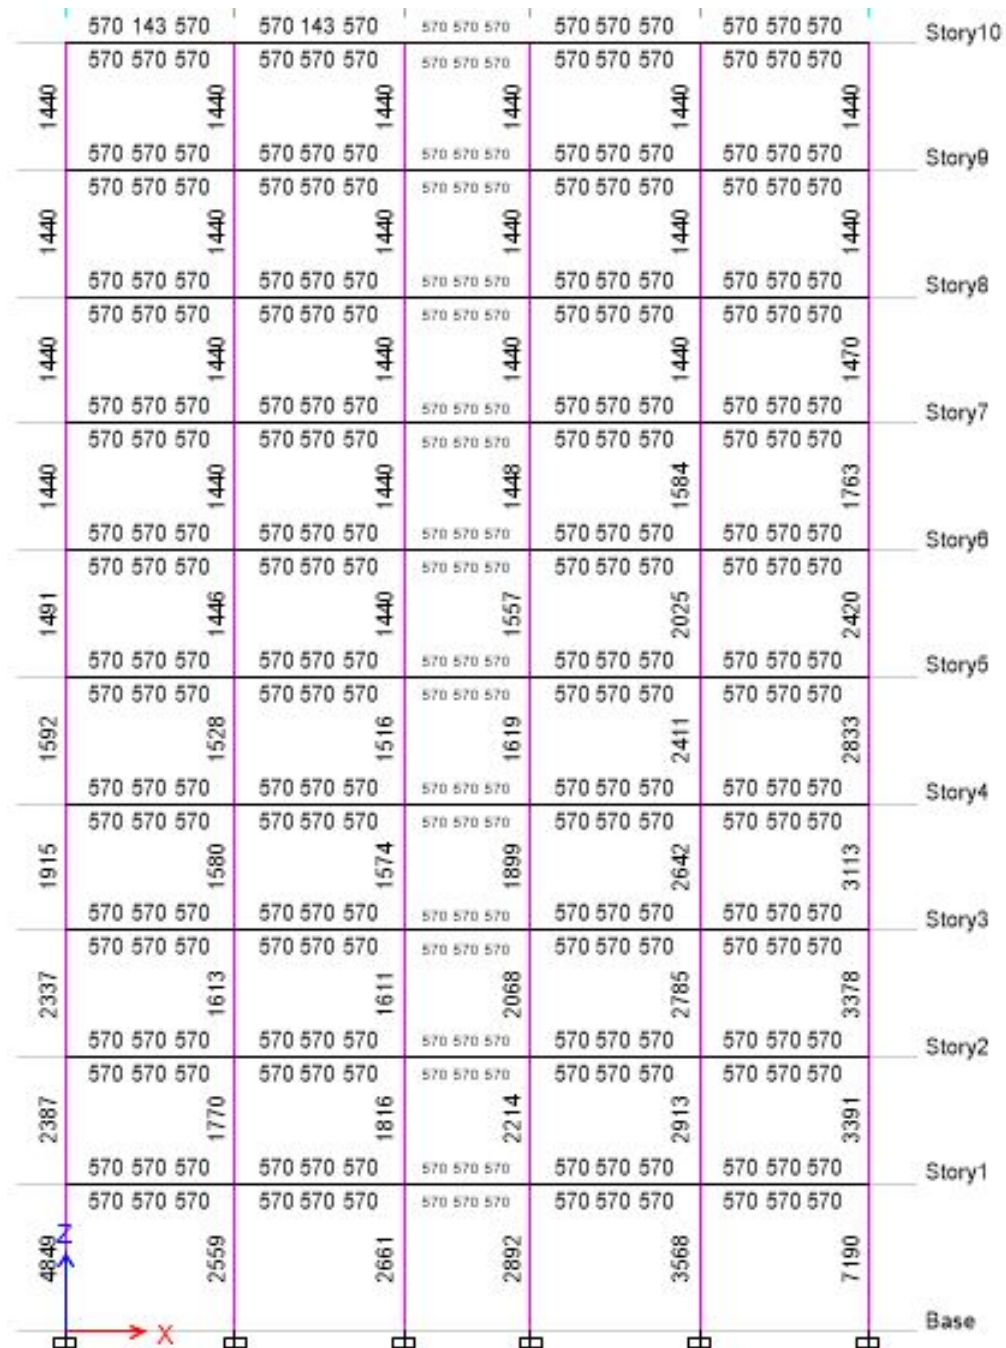 570 143 570 570 143 570 570 570 570 570 570 570 570 570 570 Story10
570 570 570 570 570 570 570 570 570 570 570 570 570 570 570
1440 1440 1440 1440 1440 1440
570 570 570 570 570 570 570 570 570 570 570 570 570 570 570 Story9
570 570 570 570 570 570 570 570 570 570 570 570 570 570 570
1440 1440 1440 1440 1440 1440
570 570 570 570 570 570 570 570 570 570 570 570 570 570 570 Story8
570 570 570 570 570 570 570 570 570 570 570 570 570 570 570
1440 1440 1440 1440 1440 1470
570 570 570 570 570 570 570 570 570 570 570 570 570 570 570 Story7
570 570 570 570 570 570 570 570 570 570 570 570 570 570 570
1440 1440 1440 1448 1584 1763
570 570 570 570 570 570 570 570 570 570 570 570 570 570 570 Story6
570 570 570 570 570 570 570 570 570 570 570 570 570 570 570
1491 1446 1440 1557 2025 2420
570 570 570 570 570 570 570 570 570 570 570 570 570 570 570 Story5
570 570 570 570 570 570 570 570 570 570 570 570 570 570 570
1592 1528 1516 1619 2411 2833
570 570 570 570 570 570 570 570 570 570 570 570 570 570 570 Story4
570 570 570 570 570 570 570 570 570 570 570 570 570 570 570
1915 1580 1574 1899 2642 3113
570 570 570 570 570 570 570 570 570 570 570 570 570 570 570 Story3
570 570 570 570 570 570 570 570 570 570 570 570 570 570 570
2337 1613 1611 2068 2785 3378
570 570 570 570 570 570 570 570 570 570 570 570 570 570 570 Story2
570 570 570 570 570 570 570 570 570 570 570 570 570 570 570
2387 1770 1816 2214 2913 3391
570 570 570 570 570 570 570 570 570 570 570 570 570 570 570 Story1
570 570 570 570 570 570 570 570 570 570 570 570 570 570 570
Z
4849 2559 2661 2892 3568 7190
X Base